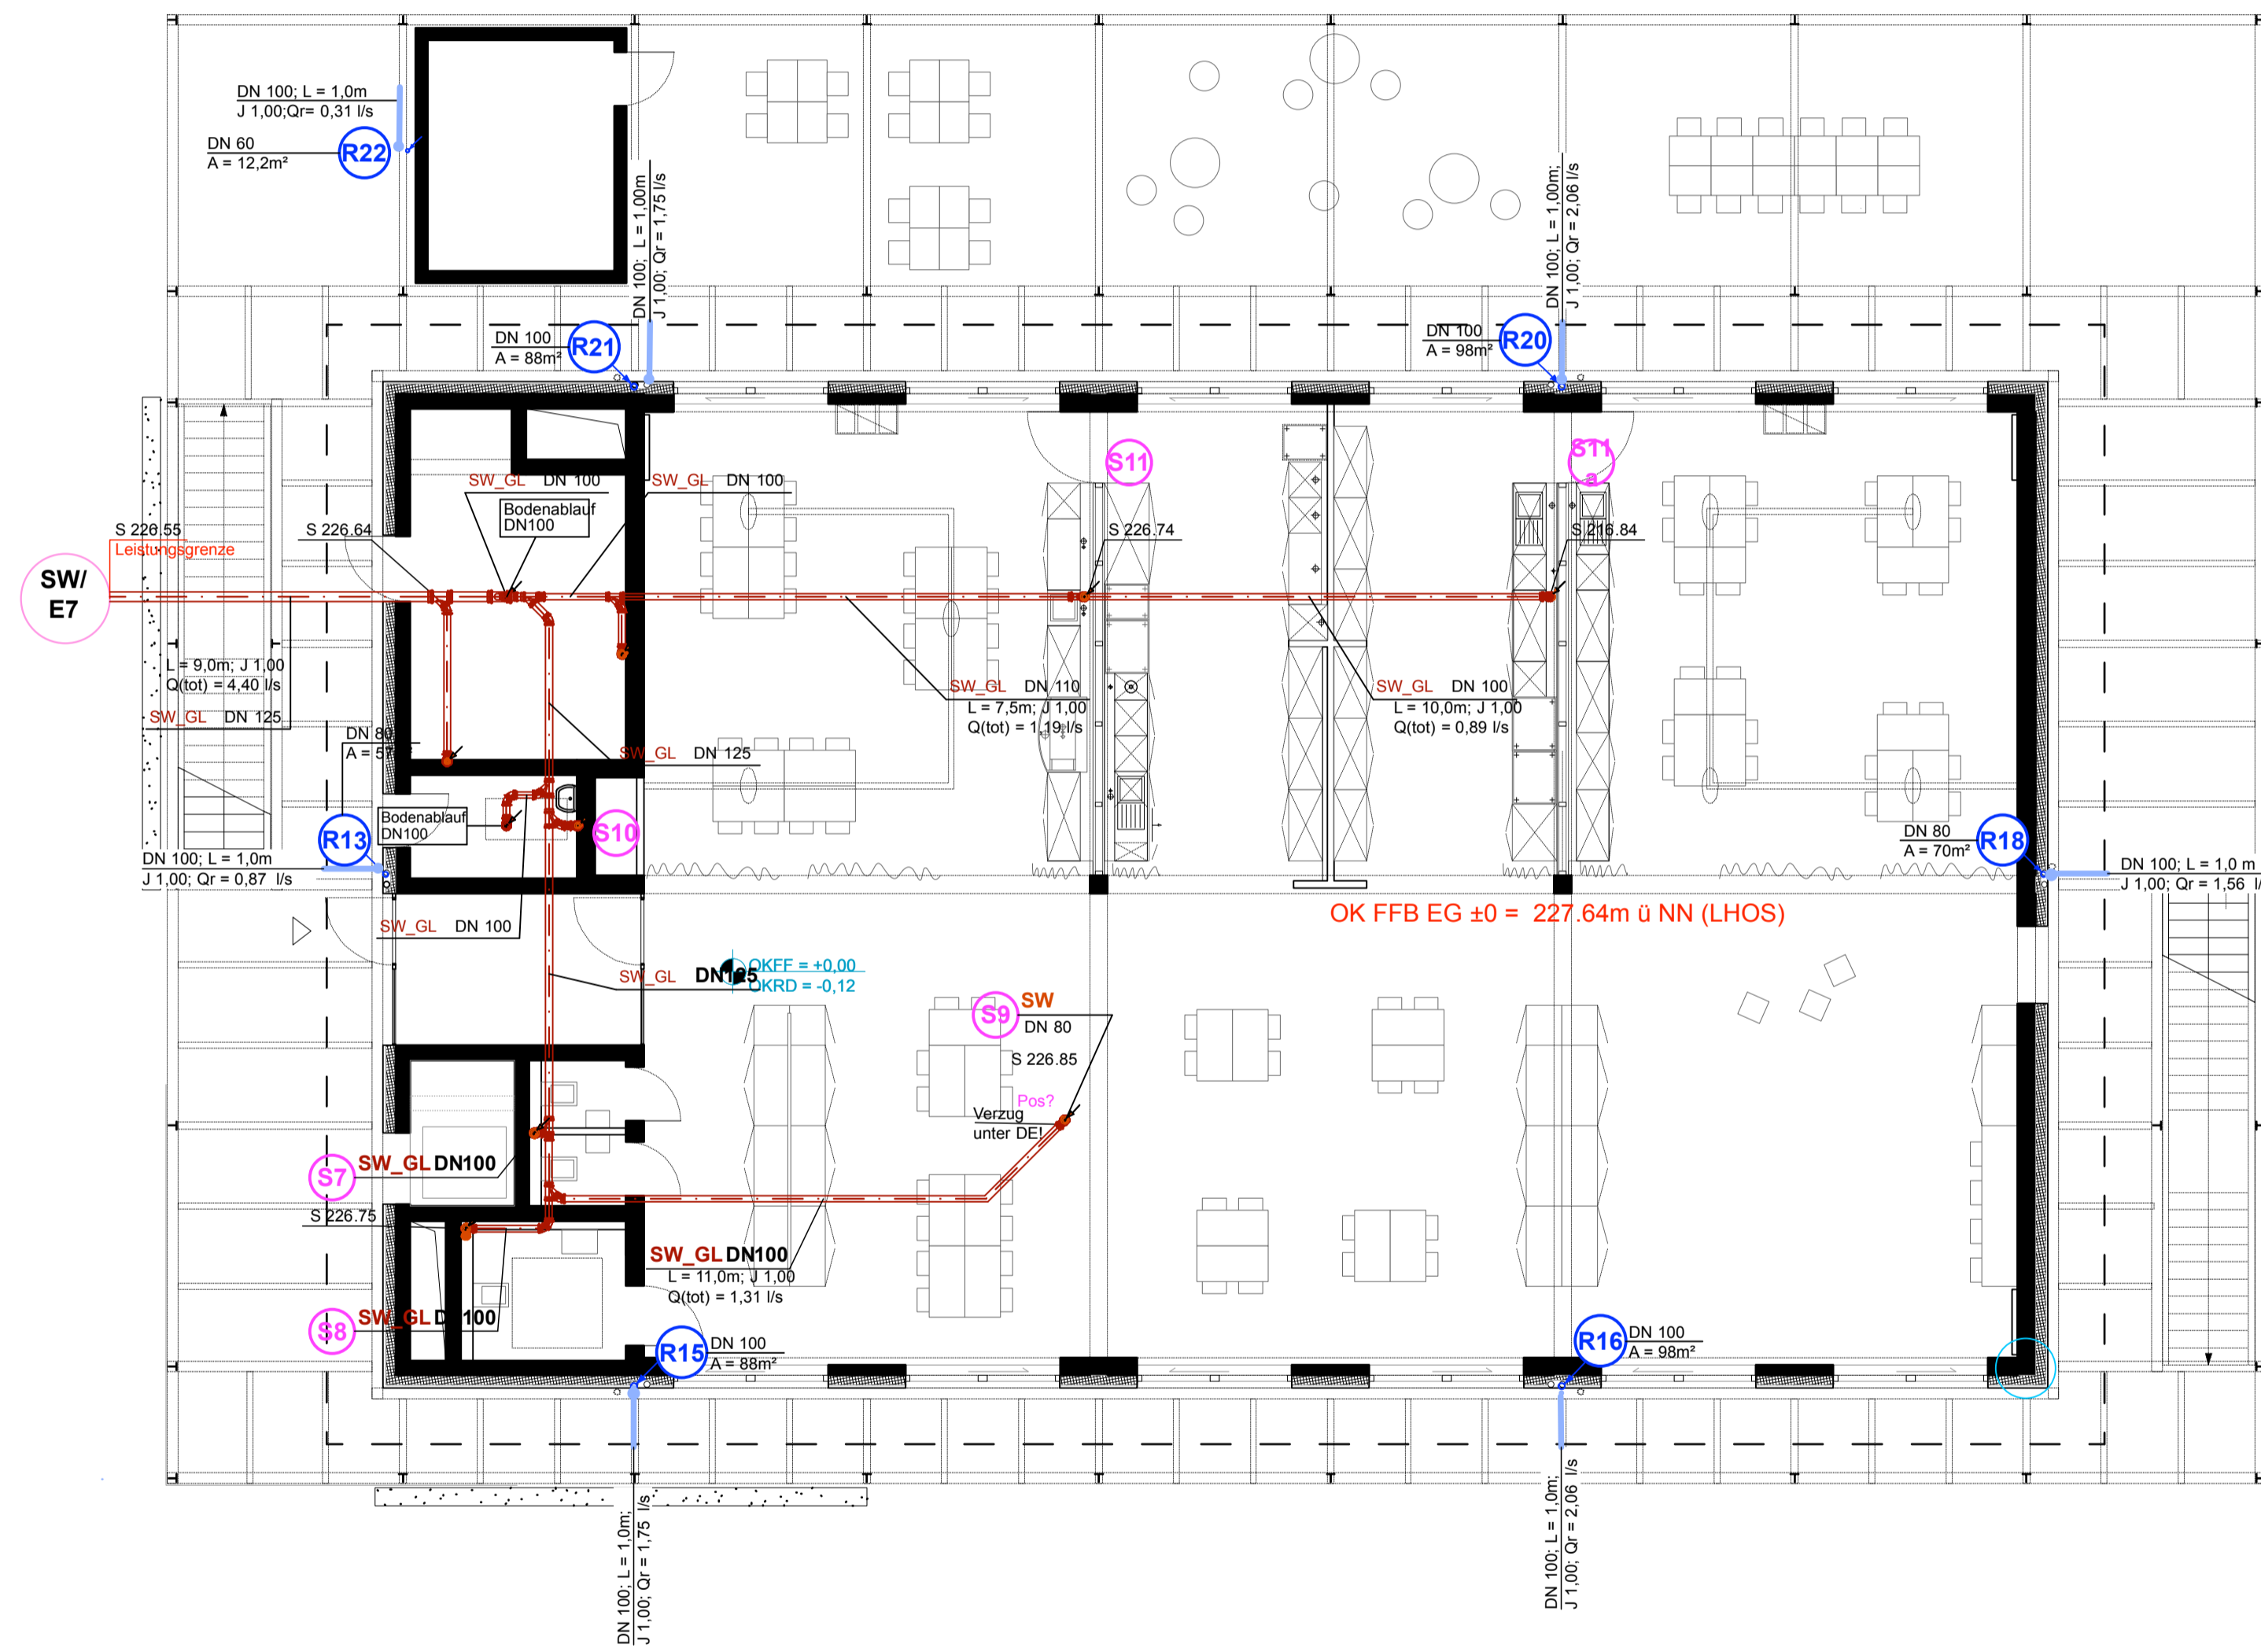 DN 100; L = 1,0m
J 1,00;Qr= 0,31 l/s
DN 60
A = 12,2m²
R22
DN 100; L = 1,00m
J 1,00; Qr = 1,75 l/s
DN 100; L = 1,00m;
J 1,00; Qr = 2,06 l/s
DN 100
A = 88m²
R21
DN 100
A = 98m²
R20
S11
S11
a
SW_GL DN 100
SW_GL DN 100
Bodenablauf
DN100
S 226.55
Leistungsgrenze
S 226.64
S 226.74
S 216.84
SW/
E7
L = 9,0m; J 1,00
Q(tot) = 4,40 l/s
SW_GL DN 125
SW_GL DN 110
L = 7,5m; J 1,00
Q(tot) = 1,19 l/s
SW_GL DN 100
L = 10,0m; J 1,00
Q(tot) = 0,89 l/s
DN 80
A = 57
SW_GL DN 125
Bodenablauf
DN100
S10
R13
DN 80
A = 70m²
R18
DN 100; L = 1,0m
J 1,00; Qr = 0,87 l/s
DN 100; L = 1,0 m
J 1,00; Qr = 1,56 l/
OK FFB EG ±0 = 227.64m ü NN (LHOS)
SW_GL DN 100
SW_GL DN125
OKFF = +0,00
OKRD = -0,12
S9
SW
DN 80
S 226.85
Pos?
Verzug
unter DE!
S7
SW_GL DN100
S 226.75
SW_GL DN100
L = 11,0m; J 1,00
Q(tot) = 1,31 l/s
S8
SW_GL DN100
R15
DN 100
A = 88m²
R16
DN 100
A = 98m²
DN 100; L = 1,0m;
J 1,00; Qr = 1,75 l/s
DN 100; L = 1,0m;
J 1,00; Qr = 2,06 l/s